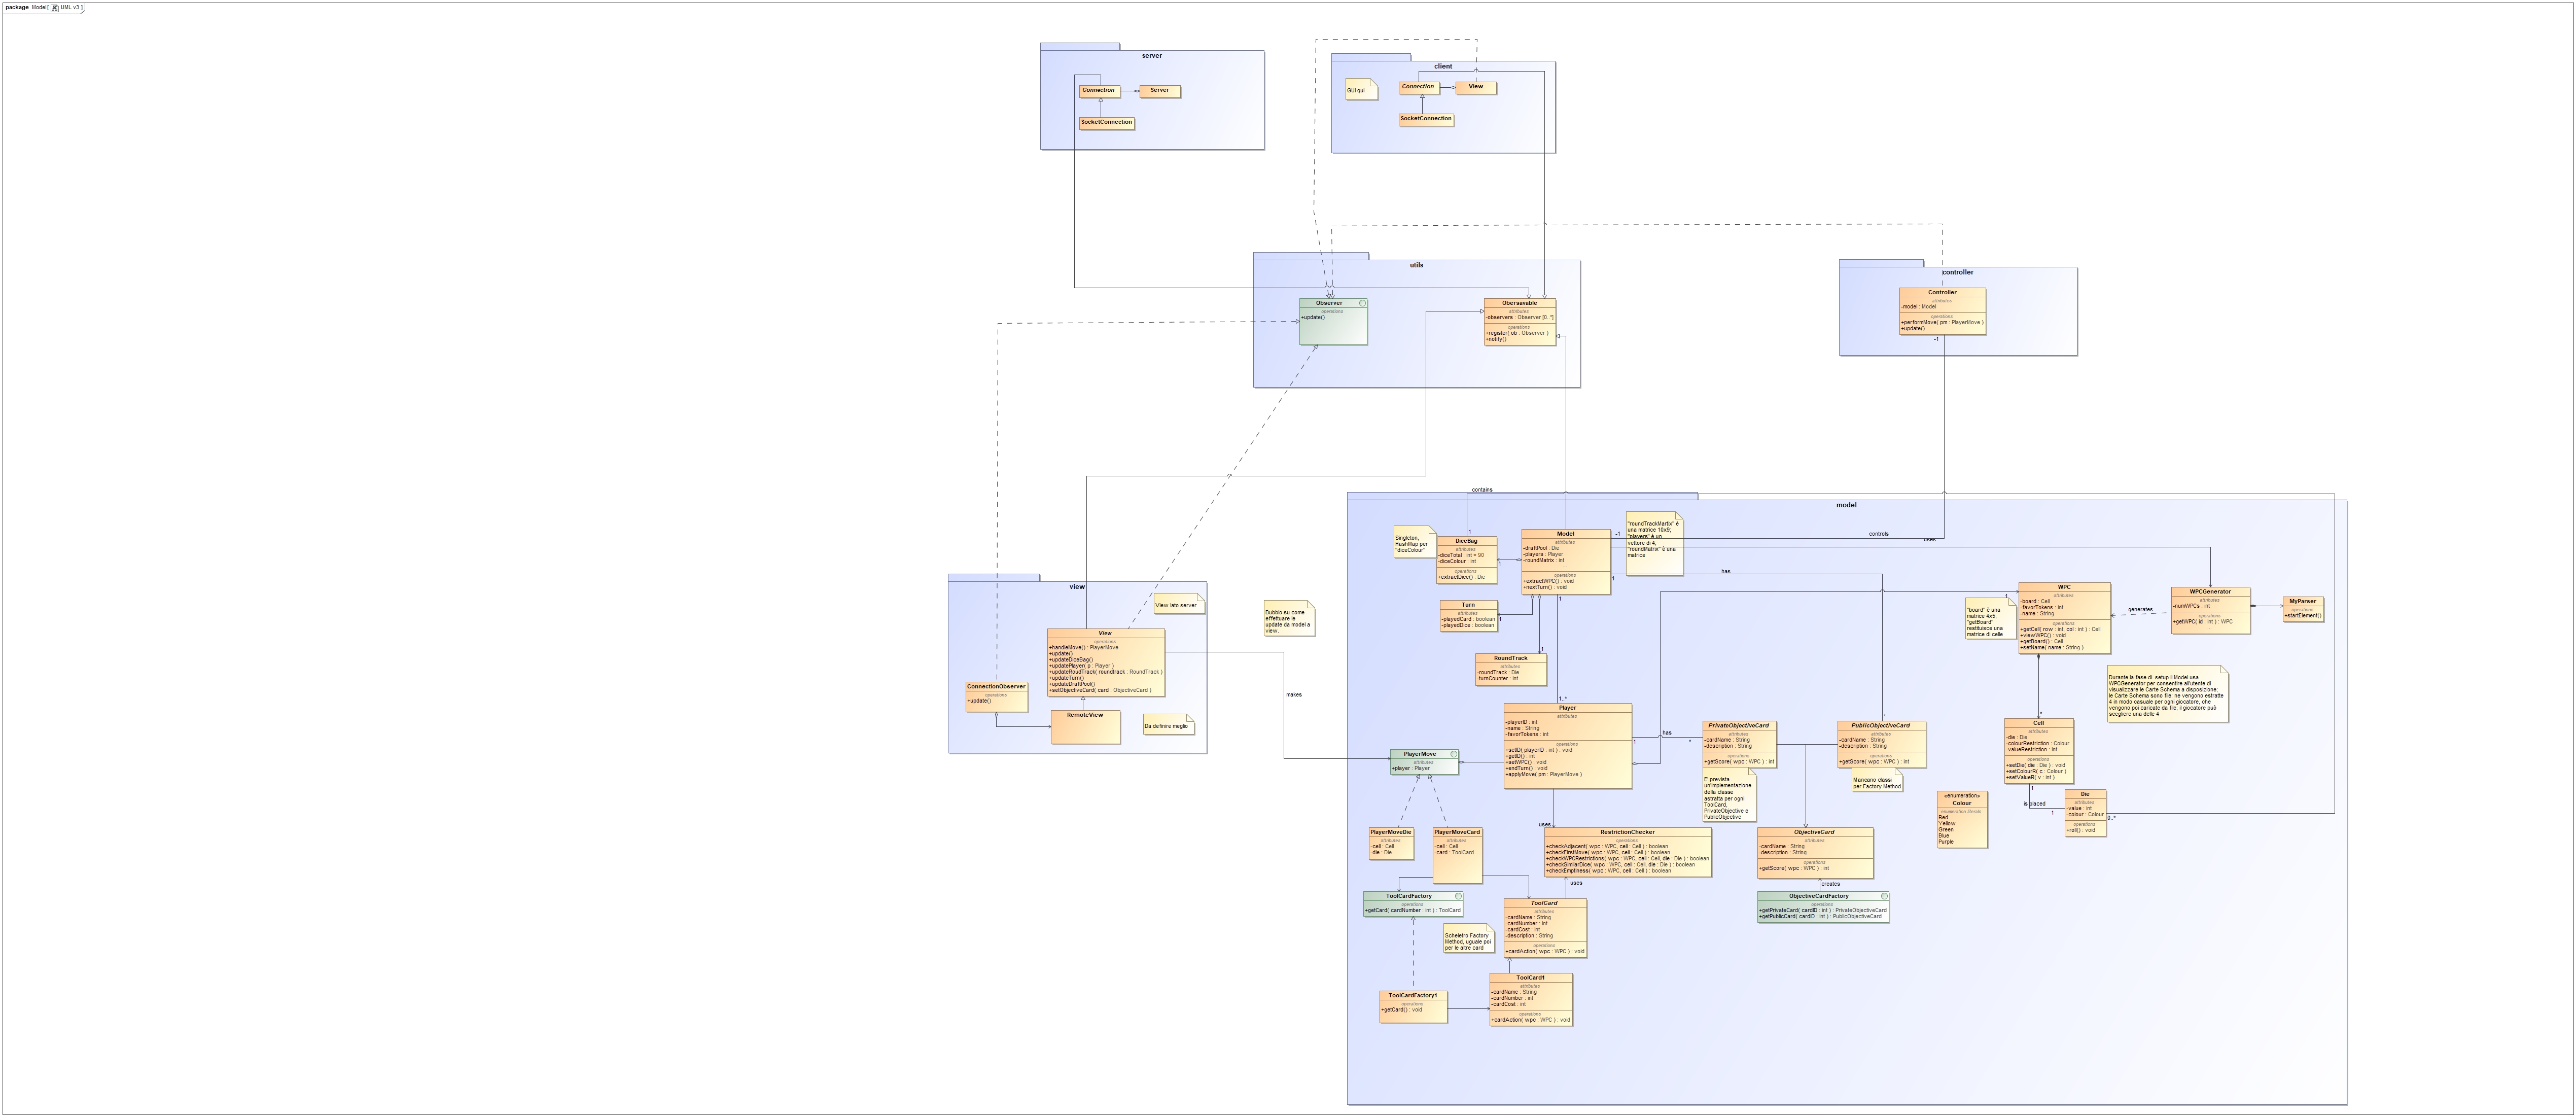 package Model[ UML v3 ]
server
Connection
Server
SocketConnection
client
GUI qui
Connection
View
SocketConnection
utils
Observer
operations
+update()
Obersavable
attributes
-observers : Observer [0..*]
operations
+register( ob : Observer )
+notify()
controller
Controller
attributes
-model : Model
operations
+performMove( pm : PlayerMove )
+update()
-1
view
View lato server
View
operations
+handleMove() : PlayerMove
+update()
+updateDiceBag()
+updatePlayer( p : Player )
+updateRoudTrack( roundtrack : RoundTrack )
+updateTurn()
+updateDraftPool()
+setObjectiveCard( card : ObjectiveCard )
ConnectionObserver
operations
+update()
RemoteView
Da definire meglio
Dubbio su come
effettuare le
update da model a
view.
makes
model
contains
Singleton,
HashMap per
"diceColour"
1
DiceBag
attributes
-diceTotal : int = 90
-diceColour : int
operations
+extractDice() : Die
1
Model
attributes
-draftPool : Die
-players : Player
-roundMatrix : int
operations
+extractWPC() : void
+nextTurn() : void
"roundTrackMartix" è
una matrice 10x9;
"players" è un
vettore di 4;
"roundMatrix" è una
matrice
-1
controls
uses
has
1
1
Turn
attributes
-playedCard : boolean
-playedDice : boolean
1
RoundTrack
attributes
-roundTrack : Die
-turnCounter : int
1
1..*
Player
attributes
-playerID : int
-name : String
-favorTokens : int
operations
+setID( playerID : int ) : void
+getID() : int
+setWPC() : void
+endTurn() : void
+applyMove( pm : PlayerMove )
1
has
*
PrivateObjectiveCard
attributes
-cardName : String
-description : String
operations
+getScore( wpc : WPC ) : int
E' prevista
un'implementazione
della classe
astratta per ogni
ToolCard,
PrivateObjective e
PublicObjective
*
PublicObjectiveCard
attributes
-cardName : String
-description : String
operations
+getScore( wpc : WPC ) : int
Mancano classi
per Factory Method
"board" è una
matrice 4x5;
"getBoard"
restituisce una
matrice di celle
1
WPC
attributes
-board : Cell
-favorTokens : int
-name : String
operations
+getCell( row : int, col : int ) : Cell
+viewWPC() : void
+getBoard() : Cell
+setName( name : String )
generates
WPCGenerator
attributes
-numWPCs : int
operations
+getWPC( id : int ) : WPC
MyParser
operations
+startElement()
Durante la fase di setup il Model usa
WPCGenerator per consentire all'utente di
visualizzare le Carte Schema a disposizione;
le Carte Schema sono file: ne vengono estratte
4 in modo casuale per ogni giocatore, che
vengono poi caricate da file; il giocatore può
scegliere una delle 4
*
Cell
attributes
-die : Die
-colourRestriction : Colour
-valueRestriction : int
operations
+setDie( die : Die ) : void
+setColourR( c : Colour )
+setValueR( v : int )
1
is placed
1
Die
attributes
-value : int
-colour : Colour
operations
+roll() : void
0..*
«enumeration»
Colour
enumeration literals
Red
Yellow
Green
Blue
Purple
PlayerMove
attributes
+player : Player
PlayerMoveDie
attributes
-cell : Cell
-die : Die
PlayerMoveCard
attributes
-cell : Cell
-card : ToolCard
uses
RestrictionChecker
operations
+checkAdjacent( wpc : WPC, cell : Cell ) : boolean
+checkFirstMove( wpc : WPC, cell : Cell ) : boolean
+checkWPCRestrictions( wpc : WPC, cell : Cell, die : Die ) : boolean
+checkSimilarDice( wpc : WPC, cell : Cell, die : Die ) : boolean
+checkEmptiness( wpc : WPC, cell : Cell ) : boolean
uses
ObjectiveCard
attributes
-cardName : String
-description : String
operations
+getScore( wpc : WPC ) : int
creates
ObjectiveCardFactory
operations
+getPrivateCard( cardID : int ) : PrivateObjectiveCard
+getPublicCard( cardID : int ) : PublicObjectiveCard
ToolCardFactory
operations
+getCard( cardNumber : int ) : ToolCard
Scheletro Factory
Method, uguale poi
per le altre card
ToolCard
attributes
-cardName : String
-cardNumber : int
-cardCost : int
-description : String
operations
+cardAction( wpc : WPC ) : void
ToolCardFactory1
operations
+getCard() : void
ToolCard1
attributes
-cardName : String
-cardNumber : int
-cardCost : int
operations
+cardAction( wpc : WPC ) : void